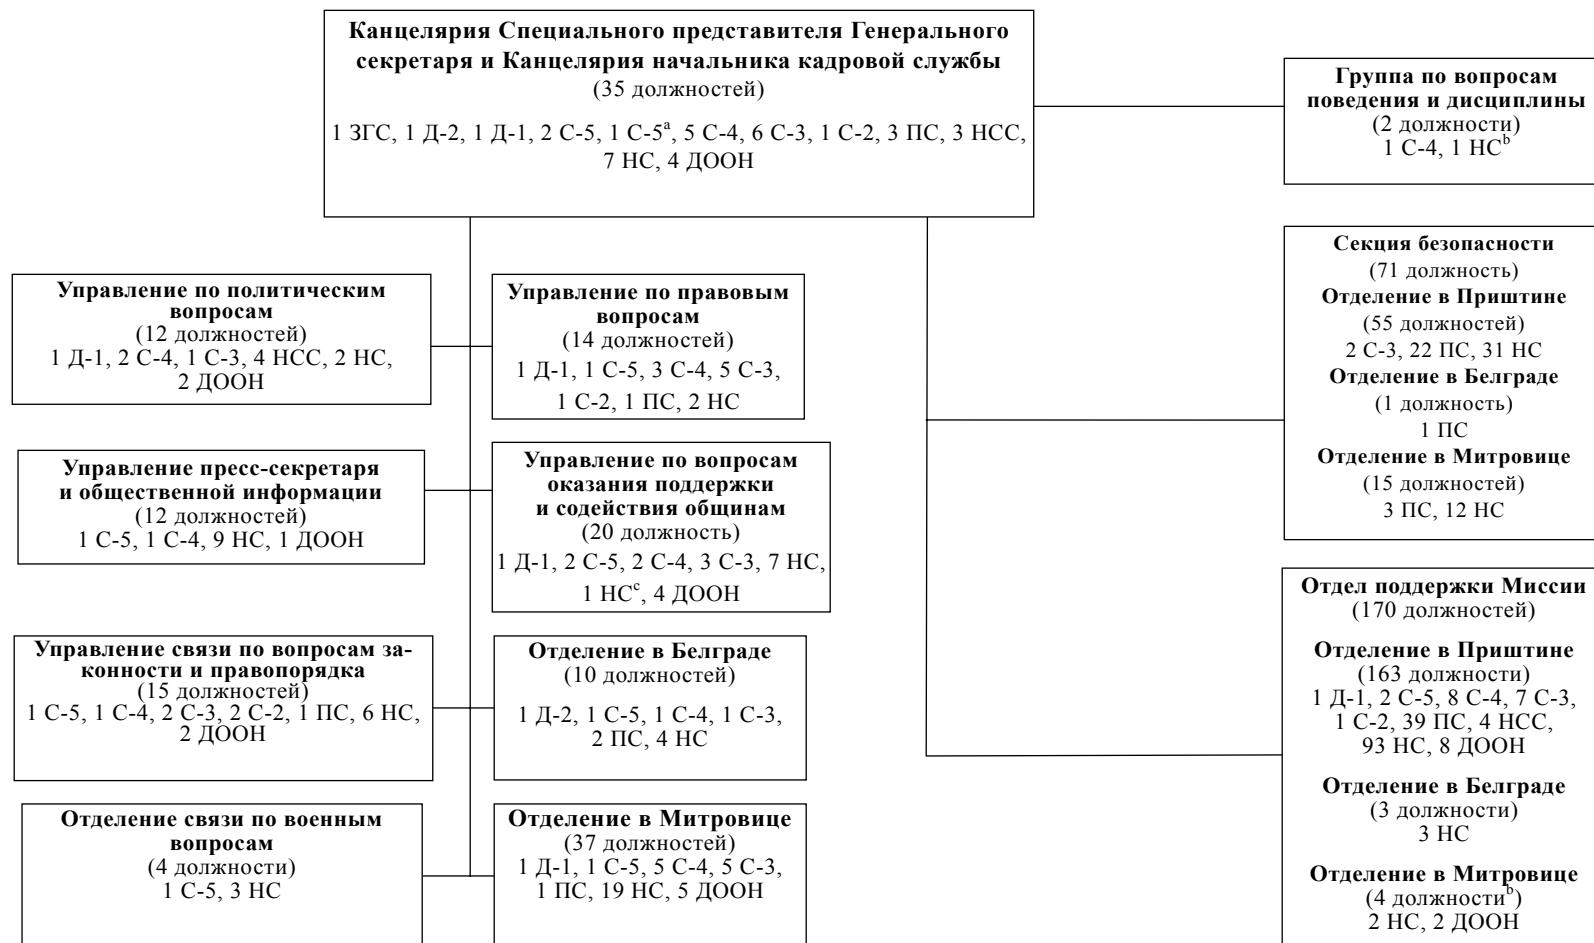 Канцелярия Специального представителя Генерального
секретаря и Канцелярия начальника кадровой службы
(35 должностей)
1 ЗГС, 1 Д-2, 1 Д-1, 2 С-5, 1 С-5ᵃ, 5 С-4, 6 С-3, 1 С-2, 3 ПС, 3 НСС,
7 НС, 4 ДООН
Группа по вопросам
поведения и дисциплины
(2 должности)
1 С-4, 1 НСᵇ
Управление по политическим
вопросам
(12 должностей)
1 Д-1, 2 С-4, 1 С-3, 4 НСС, 2 НС,
2 ДООН
Управление по правовым
вопросам
(14 должностей)
1 Д-1, 1 С-5, 3 С-4, 5 С-3,
1 С-2, 1 ПС, 2 НС
Секция безопасности
(71 должность)
Отделение в Приштине
(55 должностей)
2 С-3, 22 ПС, 31 НС
Отделение в Белграде
(1 должность)
1 ПС
Отделение в Митровице
(15 должностей)
3 ПС, 12 НС
Управление пресс-секретаря
и общественной информации
(12 должностей)
1 С-5, 1 С-4, 9 НС, 1 ДООН
Управление по вопросам
оказания поддержки
и содействия общинам
(20 должность)
1 Д-1, 2 С-5, 2 С-4, 3 С-3, 7 НС,
1 НСᶜ, 4 ДООН
Управление связи по вопросам за-
конности и правопорядка
(15 должностей)
1 С-5, 1 С-4, 2 С-3, 2 С-2, 1 ПС, 6 НС,
2 ДООН
Отделение в Белграде
(10 должностей)
1 Д-2, 1 С-5, 1 С-4, 1 С-3,
2 ПС, 4 НС
Отдел поддержки Миссии
(170 должностей)
Отделение в Приштине
(163 должности)
1 Д-1, 2 С-5, 8 С-4, 7 С-3,
1 С-2, 39 ПС, 4 НСС,
93 НС, 8 ДООН
Отделение в Белграде
(3 должности)
3 НС
Отделение в Митровице
(4 должностиᵇ)
2 НС, 2 ДООН
Отделение связи по военным
вопросам
(4 должности)
1 С-5, 3 НС
Отделение в Митровице
(37 должностей)
1 Д-1, 1 С-5, 5 С-4, 5 С-3,
1 ПС, 19 НС, 5 ДООН